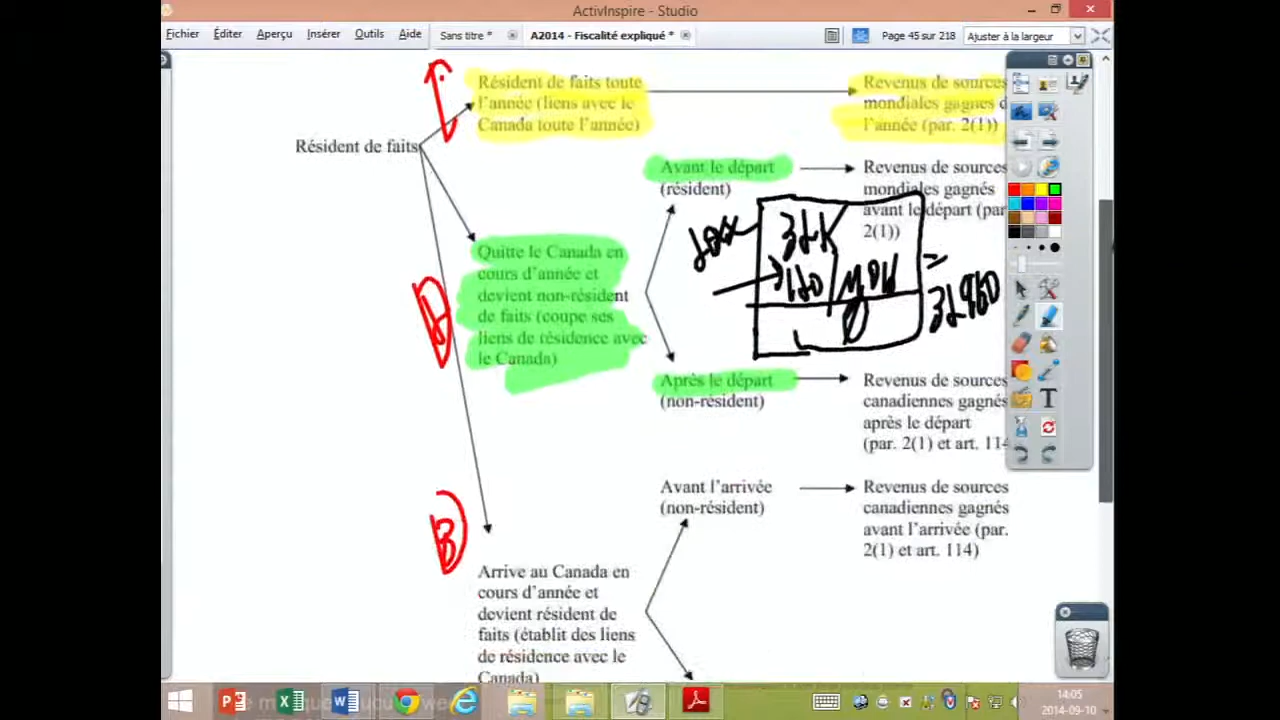 ActivInspire - Studio
Fichier Éditer Aperçu Insérer Outils Aide
Sans titre * A2014 - Fiscalité expliqué * Page 45 sur 218 Ajuster à la largeur
Résident de faits
Résident de faits toute
l'année (liens avec le
Canada toute l'année)
Revenus de sources
mondiales gagnés d
l'année (par. 2(1))
Quitte le Canada en
cours d'année et
devient non-résident
de faits (coupe ses
liens de résidence avec
le Canada)
Avant le départ
(résident)
Revenus de sources
mondiales gagnés
avant le départ (par
2(1))
32K
120
= 
Après le départ
(non-résident)
Revenus de sources
canadiennes gagnés
après le départ
(par. 2(1) et art. 114
B
Arrive au Canada en
cours d'année et
devient résident de
faits (établit des liens
de résidence avec le
Canada)
Avant l'arrivée
(non-résident)
Revenus de sources
canadiennes gagnés
avant l'arrivée (par.
2(1) et art. 114)
14:05
2014-09-10